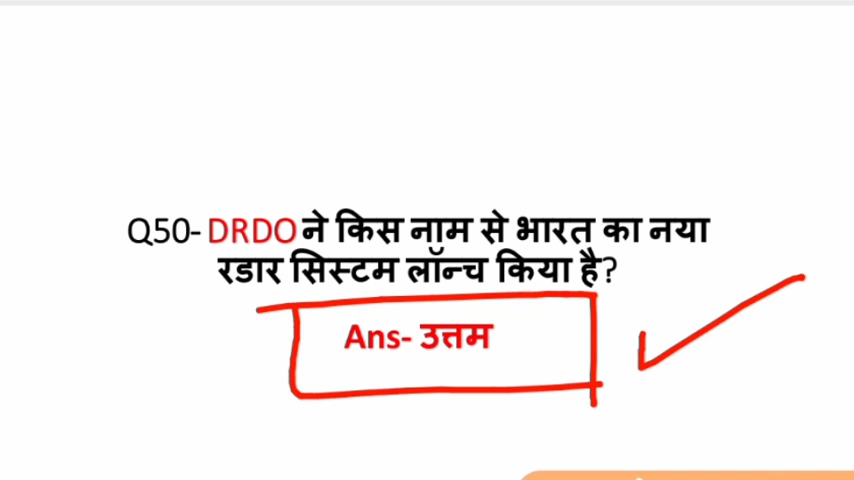 Q50- DRDO ने किस नाम से भारत का नया
रडार सिस्टम लॉन्च किया है?
Ans- उत्तम